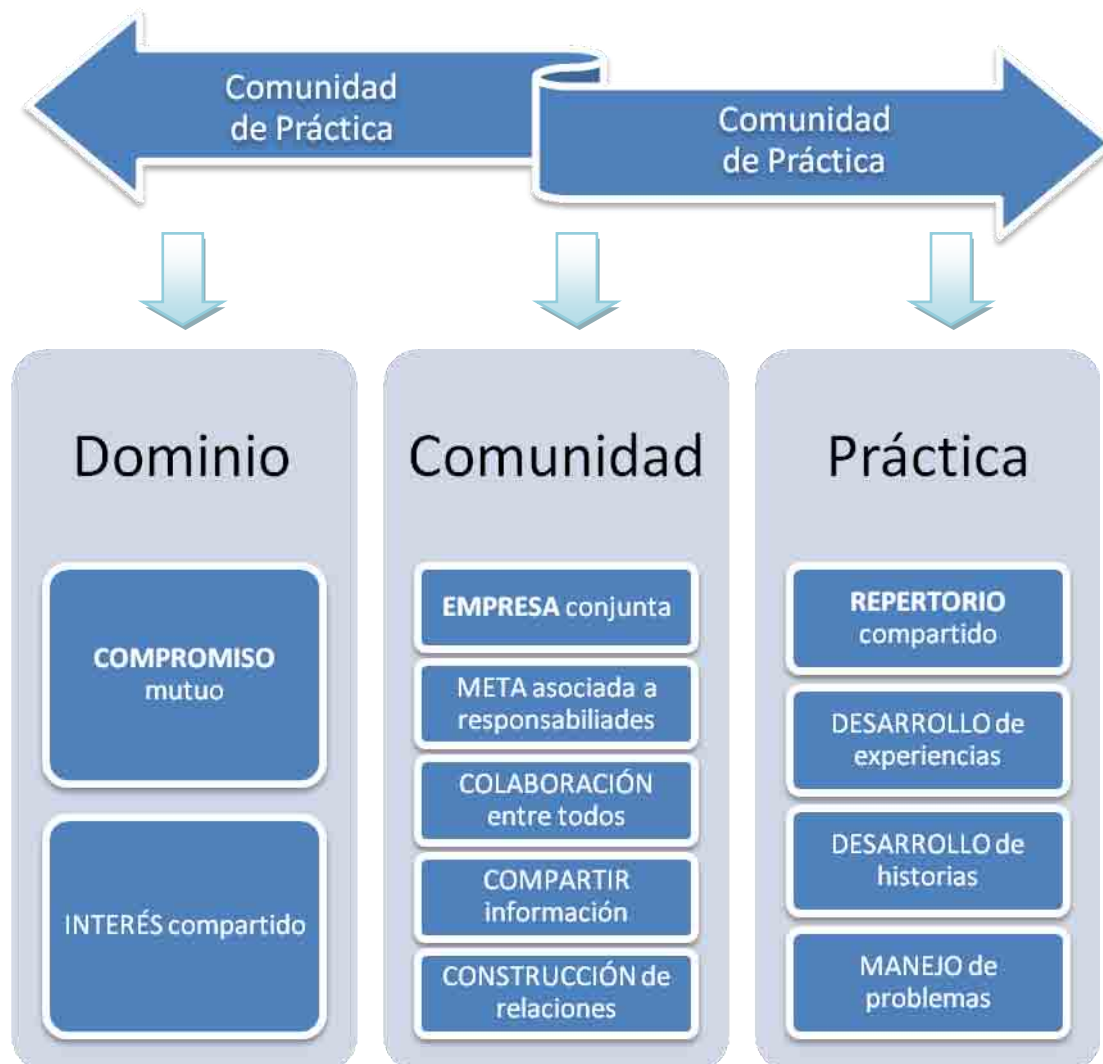 Comunidad
de Práctica
Comunidad
de Práctica
Dominio
COMPROMISO
mutuo
INTERÉS compartido
Comunidad
EMPRESA conjunta
META asociada a
responsabiliades
COLABORACIÓN
entre todos
COMPARTIR
información
CONSTRUCCIÓN de
relaciones
Práctica
REPERTORIO
compartido
DESARROLLO de
experiencias
DESARROLLO de
historias
MANEJO de
problemas